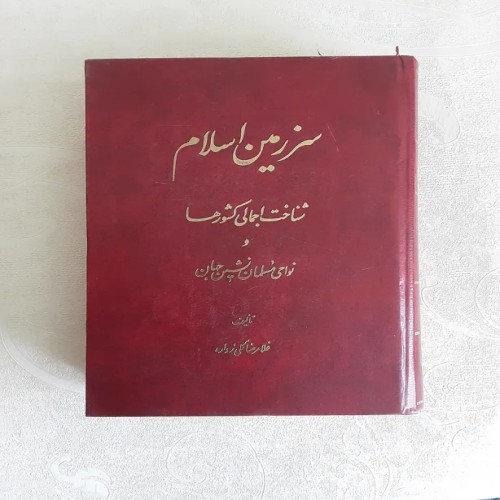 سرزمین اسلام
شناخت اجمالی کشورها
و
نواحی مسلمان نشین جهان
تألیف
غلامرضا گلی زواره